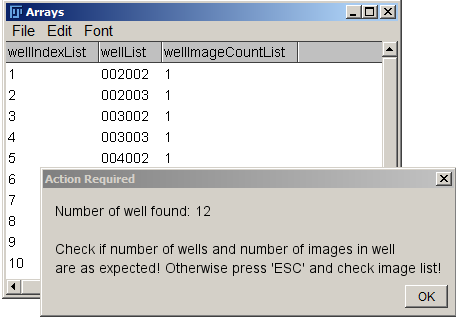 Arrays
File Edit Font
wellIndexList wellList wellImageCountList
1 002002 1
2 002003 1
3 003002 1
4 003003 1
5 004002 1
6
7
8
9
10
Action Required
Number of well found: 12
Check if number of wells and number of images in well
are as expected! Otherwise press 'ESC' and check image list!
OK